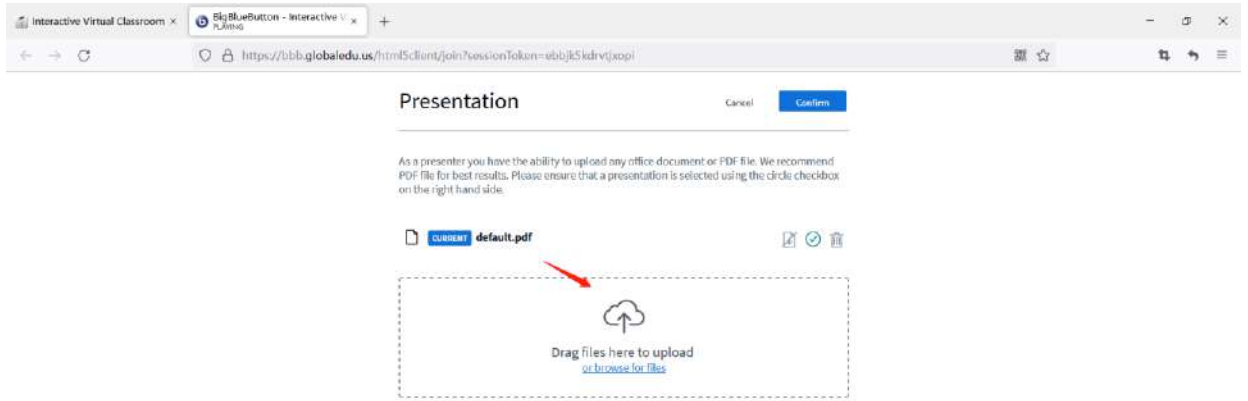 Interactive Virtual Classroom
BigBlueButton - Interactive V
PLAYING
https://bbb.globaledu.us/html5client/join?sessionToken=ebbjk5kdrvtjxopi
Presentation
Cancel
Confirm
As a presenter you have the ability to upload any office document or PDF file. We recommend
PDF file for best results. Please ensure that a presentation is selected using the circle checkbox
on the right hand side.
CURRENT default.pdf
Drag files here to upload
or browse for files